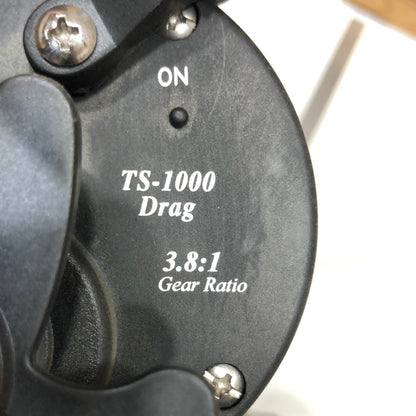 ON
TS-1000
Drag
3.8:1
Gear Ratio